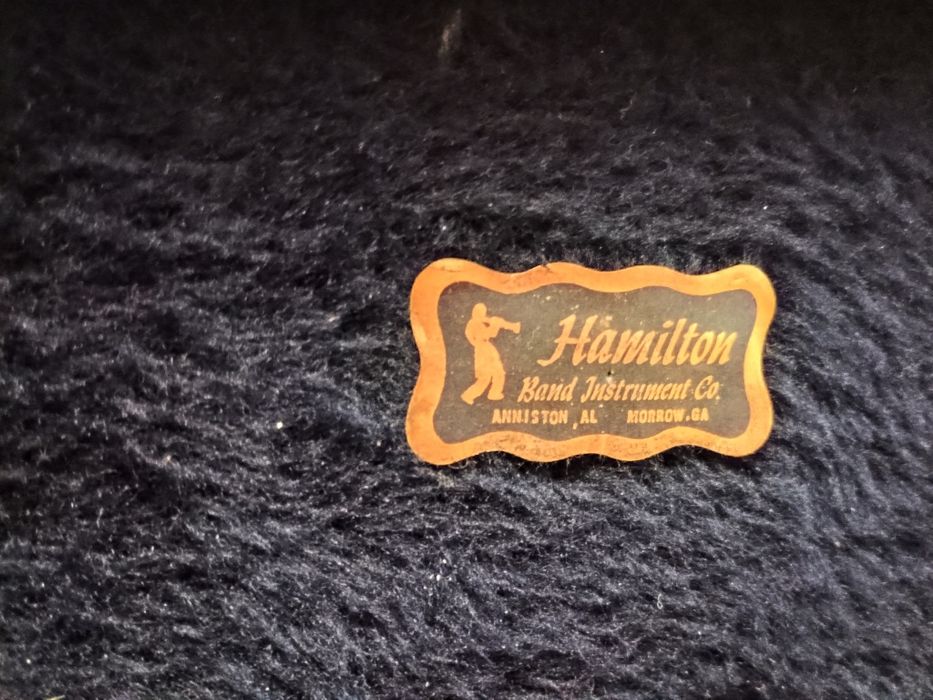 Hamilton
Band Instrument Co.
ANNISTON, AL MORROW, GA